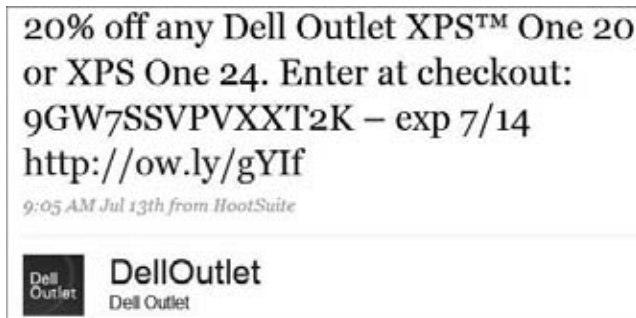 20% off any Dell Outlet XPS™ One 20
or XPS One 24. Enter at checkout:
9GW7SSVPVXXT2K – exp 7/14
http://ow.ly/gYIf
9:05 AM Jul 13th from HootSuite
Dell
Outlet
DellOutlet
Dell Outlet